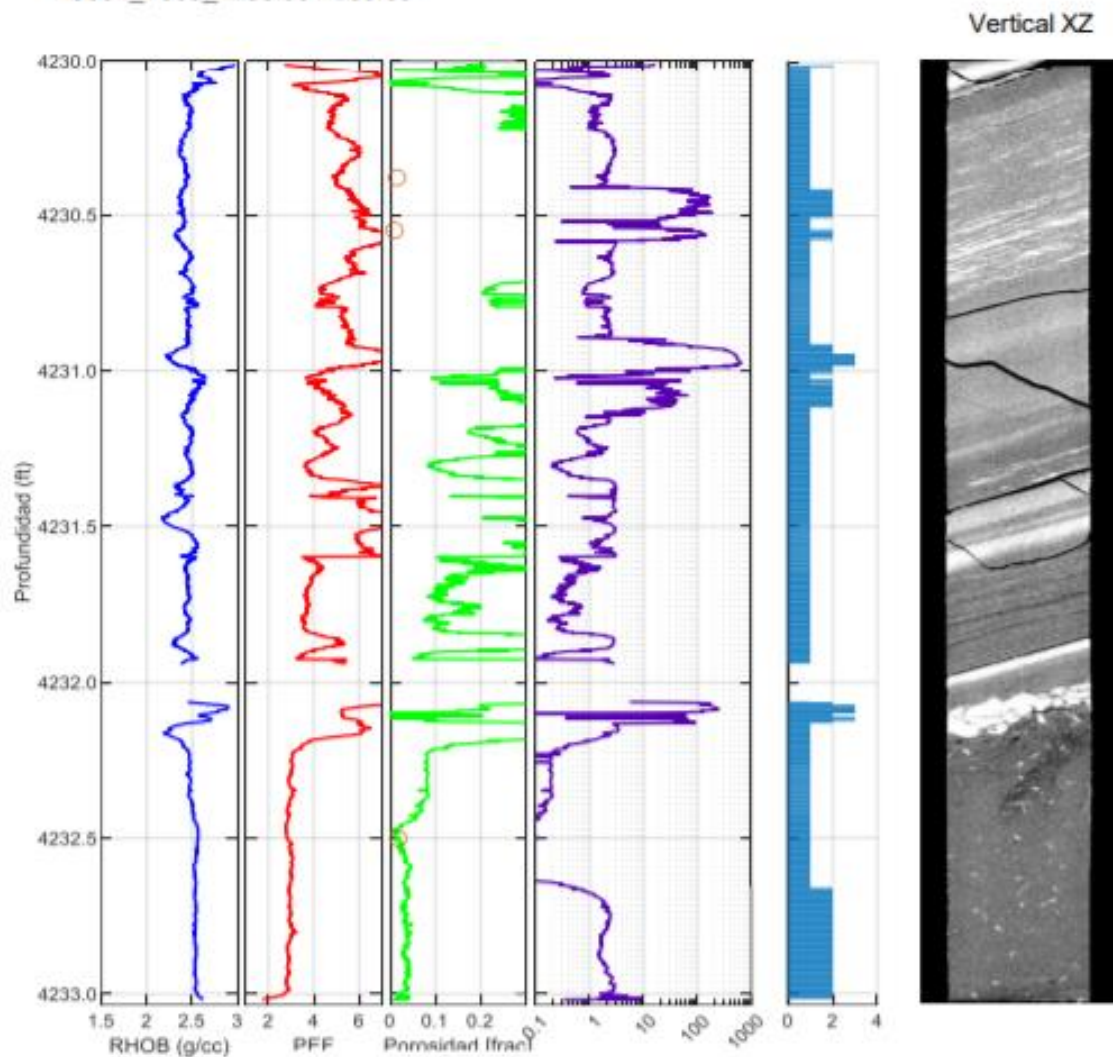 Vertical XZ
4230.0
4230.5
4231.0
4231.5
4232.0
4232.5
4233.0
Profundidad (ft)
1.5 2 2.5 3
2 4 6
0 0.1 0.2
0.1 1 10 100 1000
0 2 4
RHOB (g/cc)
PEF
Porosidad [frac]